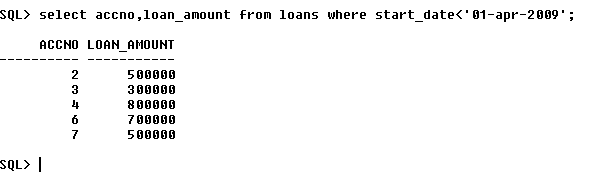 SQL> select accno,loan_amount from loans where start_date<'01-apr-2009';
ACCNO LOAN_AMOUNT
---------- -----------
2 500000
3 300000
4 800000
6 700000
7 500000
SQL>